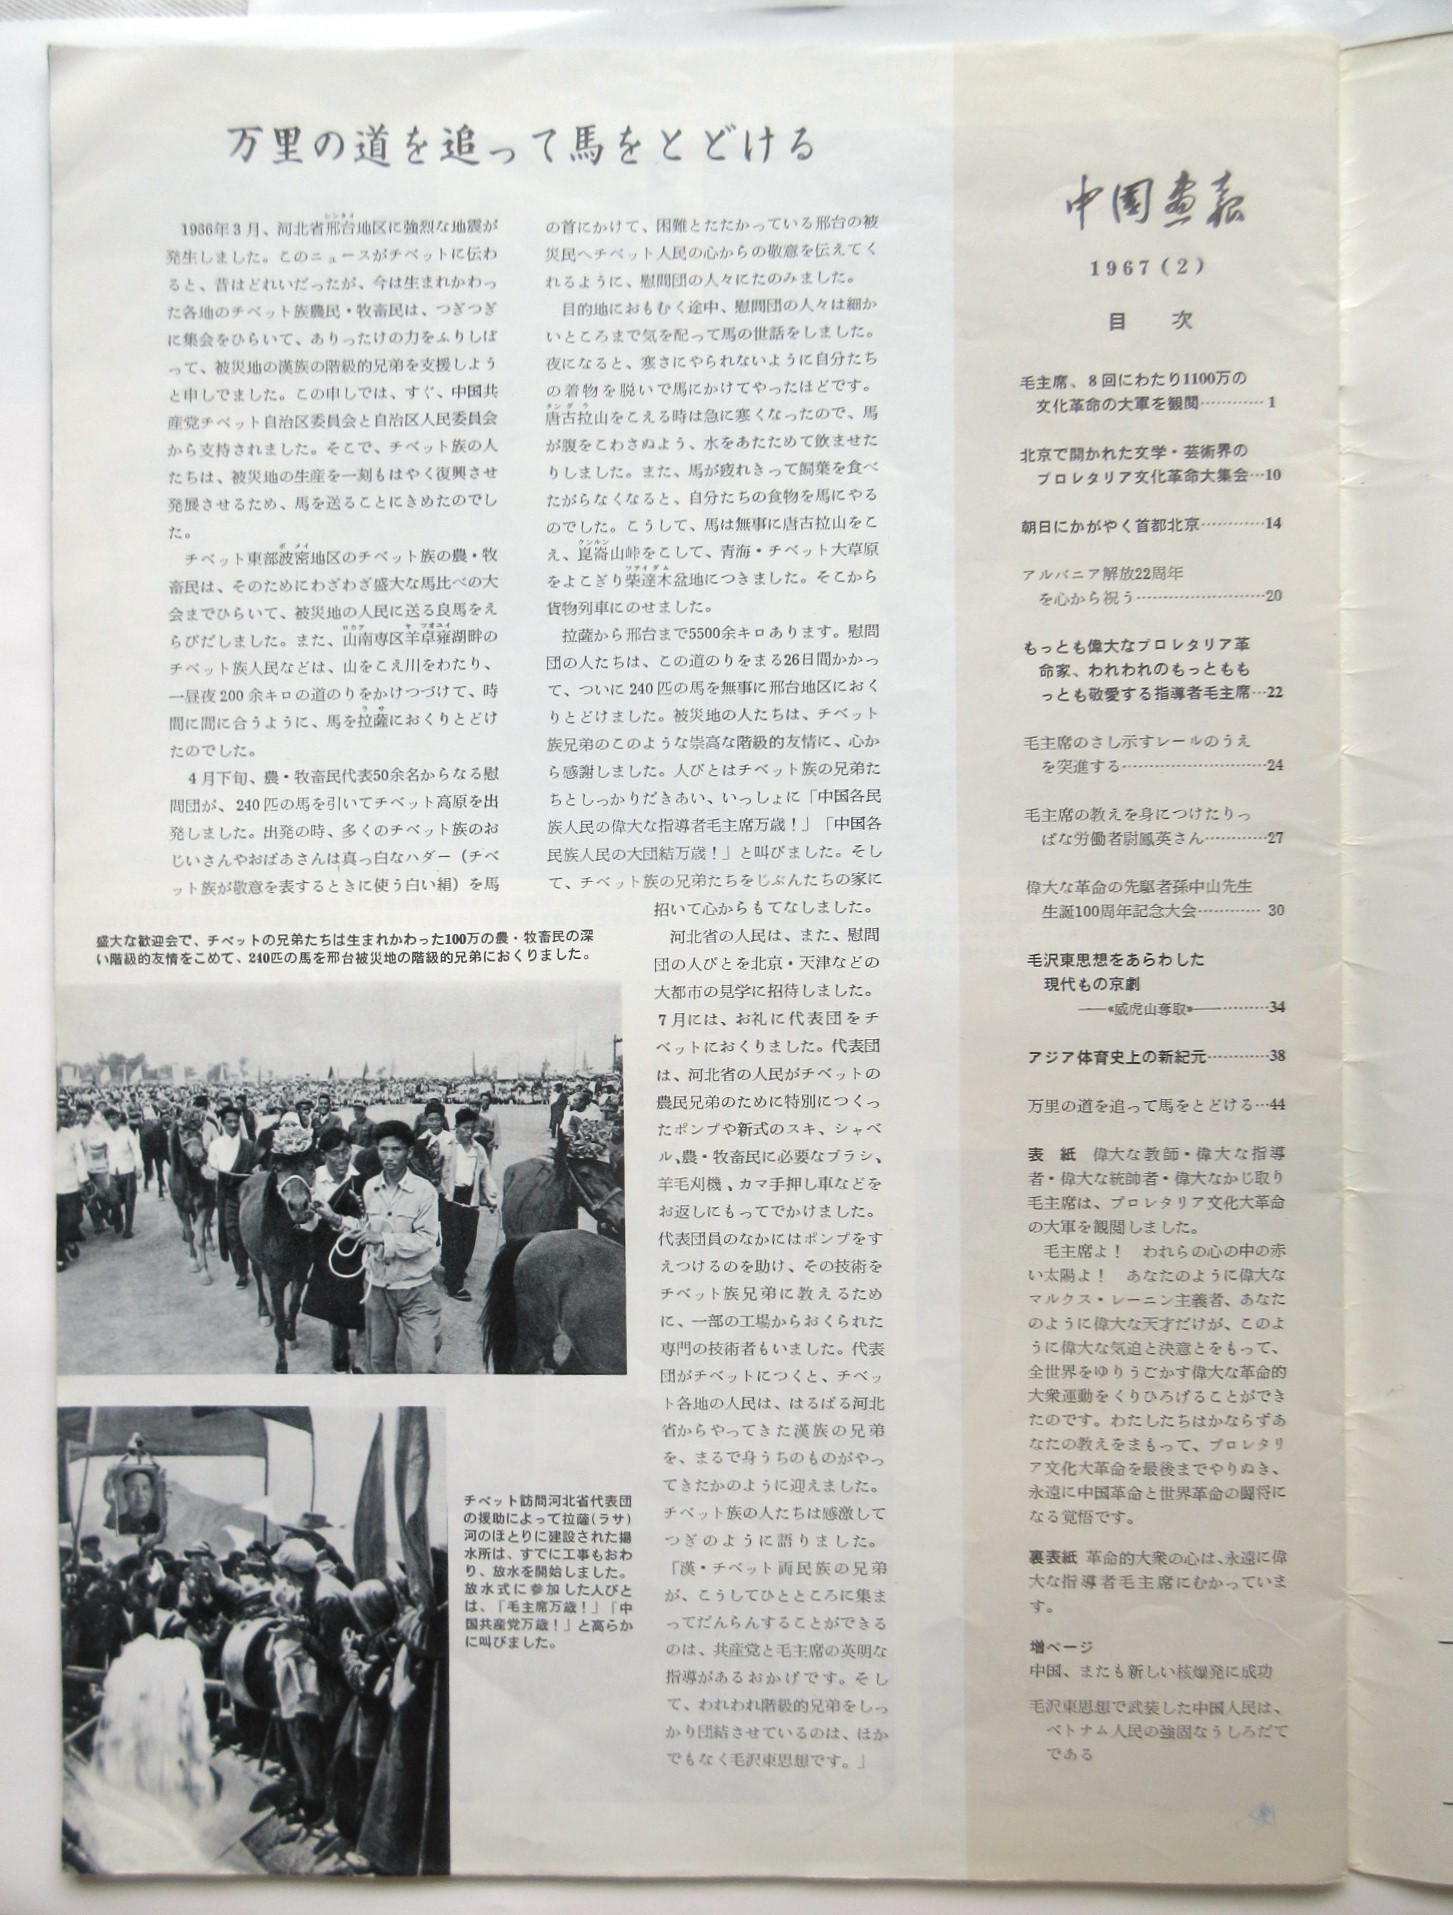 万里の道を追って馬をとどける
1966年3月、河北省邢台地区に強烈な地震が
発生しました。このニュースがチベットに伝わ
ると、昔はどれいだったが、今は生まれかわっ
た各地のチベット族農民・牧畜民は、つぎつぎ
に集会をひらいて、ありったけの力をふりしぼ
って、被災地の漢族の階級的兄弟を支援しよう
と申しでました。この申しでは、すぐ、中国共
産党チベット自治区委員会と自治区人民委員会
から支持されました。そこで、チベット族の人
たちは、被災地の生産を一刻もはやく復興させ
発展させるため、馬を送ることにきめたのでし
た。
チベット東部波密地区のチベット族の農・牧
畜民は、そのためにわざわざ盛大な馬比べの大
会までひらいて、被災地の人民に送る良馬をえ
らびだしました。また、山南専区羊卓雍湖畔の
チベット族人民などは、山をこえ川をわたり、
一昼夜200余キロの道のりをかけつづけて、時
間に間に合うように、馬を拉薩におくりとどけ
たのでした。
4月下旬、農・牧畜民代表50余名からなる慰
問団が、240匹の馬を引いてチベット高原を出
発しました。出発の時、多くのチベット族のお
じいさんやおばあさんは真っ白なハダー（チベ
ット族が敬意を表するときに使う白い絹）を馬
の首にかけて、困難とたたかっている邢台の被
災民へチベット人民の心からの敬意を伝えてく
れるように、慰問団の人々にたのみました。
目的地におもむく途中、慰問団の人々は細か
いところまで気を配って馬の世話をしました。
夜になると、寒さにやられないように自分たち
の着物を脱いで馬にかけてやったほどです。
唐古拉山をこえる時は急に寒くなったので、馬
が腹をこわさぬよう、水をあたためて飲ませた
りしました。また、馬が疲れきって飼葉を食べ
たがらなくなると、自分たちの食物を馬にやる
のでした。こうして、馬は無事に唐古拉山をこ
え、崑崙山峠をこして、青海・チベット大草原
をよこぎり柴達木盆地につきました。そこから
貨物列車にのせました。
拉薩から邢台まで5500余キロあります。慰問
団の人たちは、この道のりをまる26日間かかっ
て、ついに240匹の馬を無事に邢台地区におく
りとどけました。被災地の人たちは、チベット
族兄弟のこのような崇高な階級的友情に、心か
ら感謝しました。人びとはチベット族の兄弟た
ちとしっかりだきあい、いっしょに「中国各民
族人民の偉大な指導者毛主席万歳！」「中国各
民族人民の大団結万歳！」と叫びました。そし
て、チベット族の兄弟たちをじぶんたちの家に
招いて心からもてなしました。
河北省の人民は、また、慰問
団の人びとを北京・天津などの
大都市の見学に招待しました。
7月には、お礼に代表団をチ
ベットにおくりました。代表団
は、河北省の人民がチベットの
農民兄弟のために特別につくっ
たポンプや新式のスキ、シャベ
ル、農・牧畜民に必要なブラシ、
羊毛刈機、カマ手押し車などを
お返しにもってでかけました。
代表団員のなかにはポンプをす
えつけるのを助け、その技術を
チベット族兄弟に教えるため
に、一部の工場からおくられた
専門の技術者もいました。代表
団がチベットにつくと、チベッ
ト各地の人民は、はるばる河北
省からやってきた漢族の兄弟
を、まるで身うちのものがやっ
てきたかのように迎えました。
チベット族の人たちは感激して
つぎのように語りました。
「漢・チベット両民族の兄弟
が、こうしてひとところに集ま
ってだんらんすることができる
のは、共産党と毛主席の英明な
指導があるおかげです。そし
て、われわれ階級的兄弟をしっ
かり団結させているのは、ほか
でもなく毛沢東思想です。」
盛大な歓迎会で、チベットの兄弟たちは生まれかわった100万の農・牧畜民の深
い階級的友情をこめて、240匹の馬を邢台被災地の階級的兄弟におくりました。
チベット訪問河北省代表団
の援助によって拉薩(ラサ)
河のほとりに建設された揚
水所は、すでに工事もおわ
り、放水を開始しました。
放水式に参加した人びと
は、「毛主席万歳！」「中
国共産党万歳！」と高らか
に叫びました。
中国画報
1967(2)
目　次
毛主席、8回にわたり1100万の
文化革命の大軍を観閲…………1
北京で開かれた文学・芸術界の
プロレタリア文化革命大集会…10
朝日にかがやく首都北京…………14
アルバニア解放22周年
を心から祝う……………………20
もっとも偉大なプロレタリア革
命家、われわれのもっともも
っとも敬愛する指導者毛主席…22
毛主席のさし示すレールのうえ
を突進する………………………24
毛主席の教えを身につけたりっ
ぱな労働者尉鳳英さん…………27
偉大な革命の先駆者孫中山先生
生誕100周年記念大会………… 30
毛沢東思想をあらわした
現代もの京劇
――《威虎山奪取》――………34
アジア体育史上の新紀元…………38
万里の道を追って馬をとどける…44
表　紙　偉大な教師・偉大な指導
者・偉大な統帥者・偉大なかじ取り
毛主席は、プロレタリア文化大革命
の大軍を観閲しました。
毛主席よ！　われらの心の中の赤
い太陽よ！　あなたのように偉大な
マルクス・レーニン主義者、あなた
のように偉大な天才だけが、このよ
うに偉大な気迫と決意とをもって、
全世界をゆりうごかす偉大な革命的
大衆運動をくりひろげることができ
たのです。わたしたちはかならずあ
なたの教えをまもって、プロレタリ
ア文化大革命を最後までやりぬき、
永遠に中国革命と世界革命の闘将に
なる覚悟です。
裏表紙　革命的大衆の心は、永遠に偉
大な指導者毛主席にむかっていま
す。
増ページ
中国、またも新しい核爆発に成功
毛沢東思想で武装した中国人民は、
ベトナム人民の強固なうしろだて
である